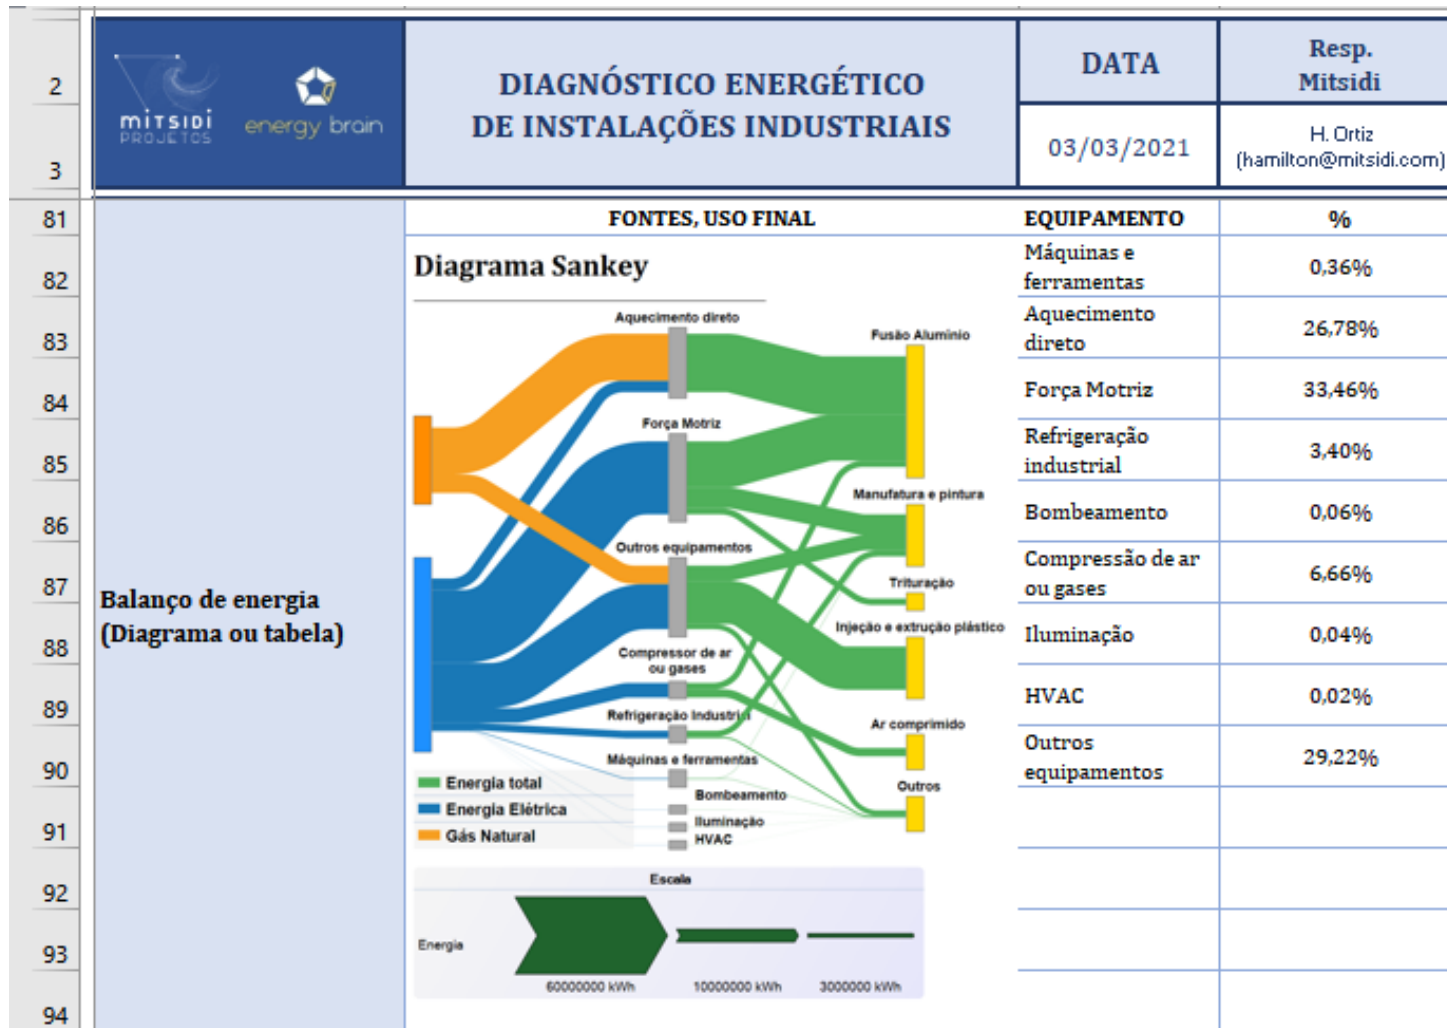 2
3
mitsidi
PROJETOS
energy brain
DIAGNÓSTICO ENERGÉTICO
DE INSTALAÇÕES INDUSTRIAIS
DATA
03/03/2021
Resp.
Mitsidi
H. Ortiz
(hamilton@mitsidi.com)
81
FONTES, USO FINAL
EQUIPAMENTO
%
82
Máquinas e
ferramentas
0,36%
83
Aquecimento
direto
26,78%
84
Força Motriz
33,46%
85
Refrigeração
industrial
3,40%
86
Bombeamento
0,06%
87
Compressão de ar
ou gases
6,66%
88
Iluminação
0,04%
89
HVAC
0,02%
90
Outros
equipamentos
29,22%
91
92
93
94
Balanço de energia
(Diagrama ou tabela)
Diagrama Sankey
Aquecimento direto
Fusão Alumínio
Força Motriz
Manufatura e pintura
Outros equipamentos
Trituração
Injeção e extrução plástico
Compressor de ar
ou gases
Refrigeração Industri
Ar comprimido
Máquinas e ferramentas
Outros
Bombeamento
Iluminação
HVAC
Energia total
Energia Elétrica
Gás Natural
Escala
Energia
60000000 kWh
10000000 kWh
3000000 kWh